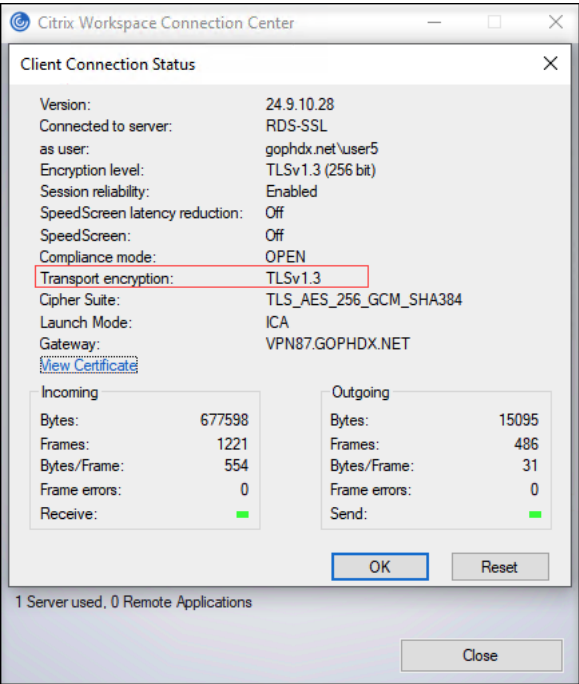 Citrix Workspace Connection Center
Client Connection Status
Version: 24.9.10.28
Connected to server: RDS-SSL
as user: gophdx.net\user5
Encryption level: TLSv1.3 (256 bit)
Session reliability: Enabled
SpeedScreen latency reduction: Off
SpeedScreen: Off
Compliance mode: OPEN
Transport encryption: TLSv1.3
Cipher Suite: TLS_AES_256_GCM_SHA384
Launch Mode: ICA
Gateway: VPN87.GOPHDX.NET
View Certificate
Incoming
Bytes: 677598
Frames: 1221
Bytes/Frame: 554
Frame errors: 0
Receive:
Outgoing
Bytes: 15095
Frames: 486
Bytes/Frame: 31
Frame errors: 0
Send:
OK
Reset
1 Server used, 0 Remote Applications
Close